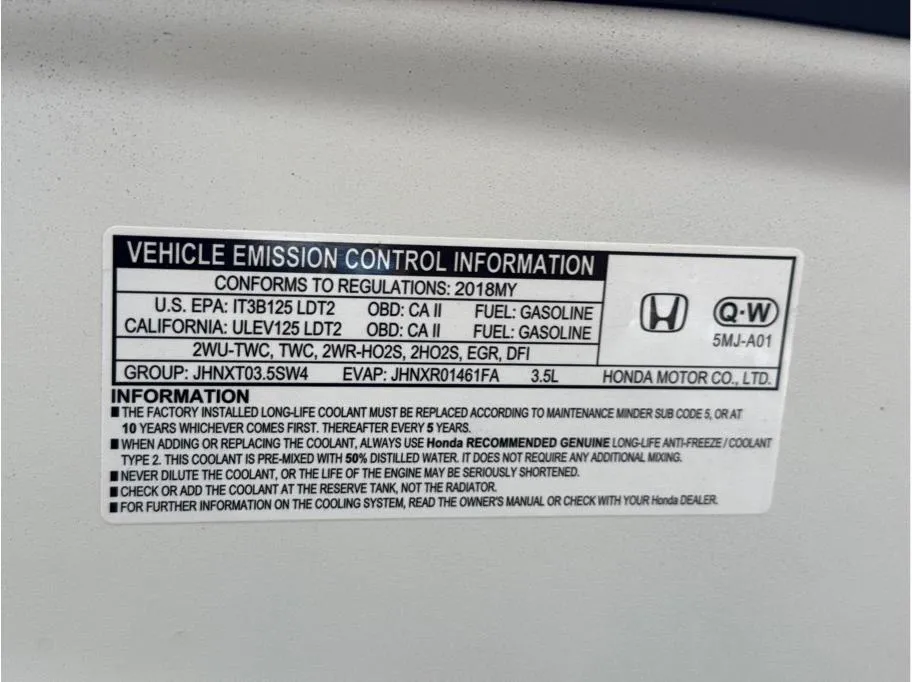 VEHICLE EMISSION CONTROL INFORMATION
CONFORMS TO REGULATIONS: 2018MY
U.S. EPA: IT3B125 LDT2 OBD: CA II FUEL: GASOLINE
CALIFORNIA: ULEV125 LDT2 OBD: CA II FUEL: GASOLINE
2WU-TWC, TWC, 2WR-HO2S, 2HO2S, EGR, DFI
GROUP: JHNXT03.5SW4 EVAP: JHNXR01461FA 3.5L
Q·W
5MJ-A01
HONDA MOTOR CO., LTD.
INFORMATION
■ THE FACTORY INSTALLED LONG-LIFE COOLANT MUST BE REPLACED ACCORDING TO MAINTENANCE MINDER SUB CODE 5, OR AT
10 YEARS WHICHEVER COMES FIRST. THEREAFTER EVERY 5 YEARS.
■ WHEN ADDING OR REPLACING THE COOLANT, ALWAYS USE Honda RECOMMENDED GENUINE LONG-LIFE ANTI-FREEZE / COOLANT
TYPE 2. THIS COOLANT IS PRE-MIXED WITH 50% DISTILLED WATER. IT DOES NOT REQUIRE ANY ADDITIONAL MIXING.
■ NEVER DILUTE THE COOLANT, OR THE LIFE OF THE ENGINE MAY BE SERIOUSLY SHORTENED.
■ CHECK OR ADD THE COOLANT AT THE RESERVE TANK, NOT THE RADIATOR.
■ FOR FURTHER INFORMATION ON THE COOLING SYSTEM, READ THE OWNER'S MANUAL OR CHECK WITH YOUR Honda DEALER.